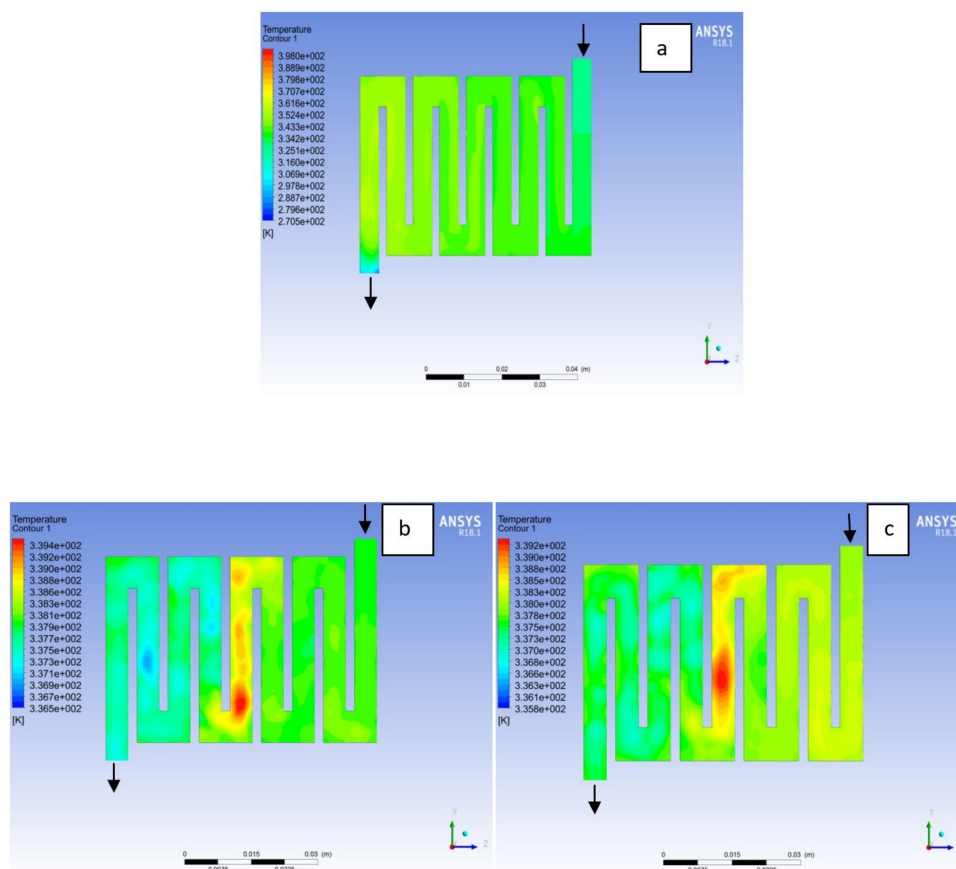 Temperature
Contour 1
3.980e+002
3.889e+002
3.798e+002
3.707e+002
3.616e+002
3.524e+002
3.433e+002
3.342e+002
3.251e+002
3.160e+002
3.069e+002
2.978e+002
2.887e+002
2.796e+002
2.705e+002
[K]
a
ANSYS
R18.1
Y
Z
0 0.02 0.04 (m)
0.01 0.03
Temperature
Contour 1
3.394e+002
3.392e+002
3.390e+002
3.388e+002
3.386e+002
3.383e+002
3.381e+002
3.379e+002
3.377e+002
3.375e+002
3.373e+002
3.371e+002
3.369e+002
3.367e+002
3.365e+002
[K]
b
ANSYS
R18.1
Y
Z
0 0.015 0.03 (m)
Temperature
Contour 1
3.392e+002
3.390e+002
3.388e+002
3.385e+002
3.383e+002
3.380e+002
3.378e+002
3.375e+002
3.373e+002
3.370e+002
3.368e+002
3.366e+002
3.363e+002
3.361e+002
3.358e+002
[K]
c
ANSYS
R18.1
Y
0 0.015 0.03 (m)